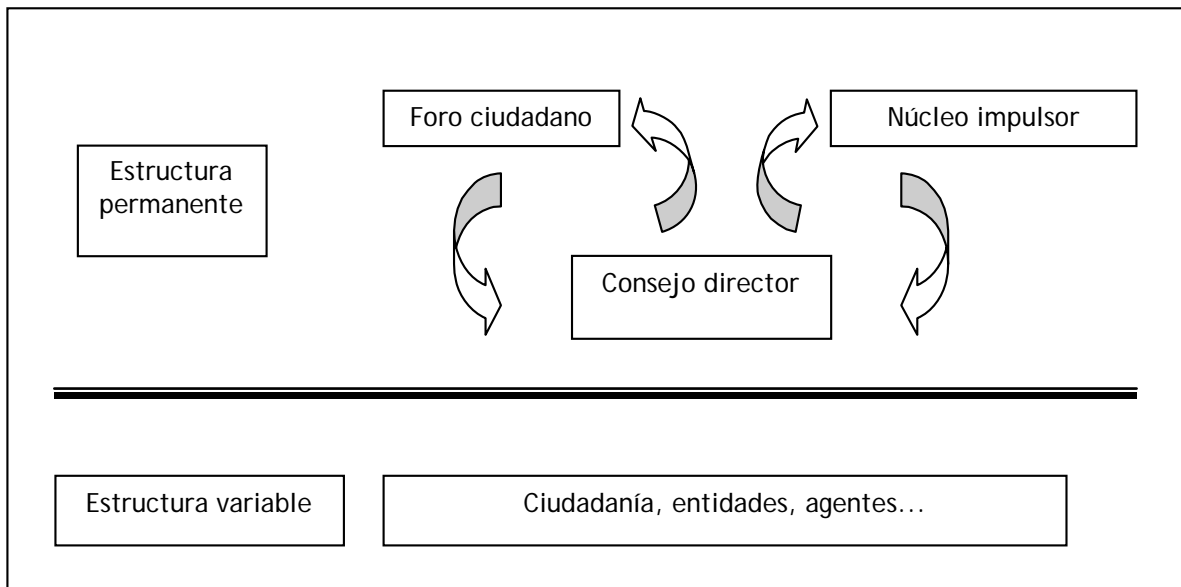 Foro ciudadano
Núcleo impulsor
Estructura
permanente
Consejo director
Estructura variable
Ciudadanía, entidades, agentes…